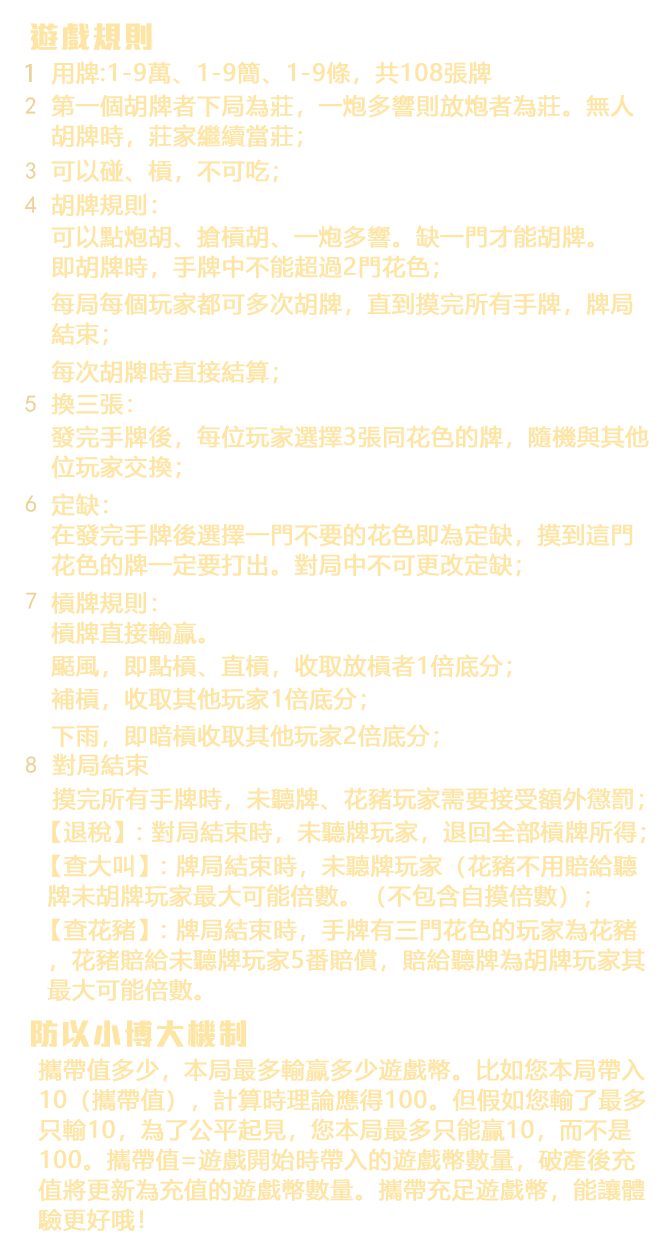 遊戲規則
1 用牌:1-9萬、1-9筒、1-9條，共108張牌
2 第一個胡牌者下局為莊，一炮多響則放炮者為莊。無人
胡牌時，莊家繼續當莊；
3 可以碰、槓，不可吃；
4 胡牌規則：
可以點炮胡、搶槓胡、一炮多響。缺一門才能胡牌。
即胡牌時，手牌中不能超過2門花色；
每局每個玩家都可多次胡牌，直到摸完所有手牌，牌局
結束；
每次胡牌時直接結算；
5 換三張：
發完手牌後，每位玩家選擇3張同花色的牌，隨機與其他
位玩家交換；
6 定缺：
在發完手牌後選擇一門不要的花色即為定缺，摸到這門
花色的牌一定要打出。對局中不可更改定缺；
7 槓牌規則：
槓牌直接輸贏。
颳風，即點槓、直槓，收取放槓者1倍底分；
補槓，收取其他玩家1倍底分；
下雨，即暗槓收取其他玩家2倍底分；
8 對局結束
摸完所有手牌時，未聽牌、花豬玩家需要接受額外懲罰；
【退稅】：對局結束時，未聽牌玩家，退回全部槓牌所得；
【查大叫】：牌局結束時，未聽牌玩家（花豬不用賠給聽
牌未胡牌玩家最大可能倍數。（不包含自摸倍數）；
【查花豬】：牌局結束時，手牌有三門花色的玩家為花豬
，花豬賠給未聽牌玩家5番賠償，賠給聽牌為胡牌玩家其
最大可能倍數。
防以小博大機制
攜帶值多少，本局最多輸贏多少遊戲幣。比如您本局帶入
10（攜帶值），計算時理論應得100。但假如您輸了最多
只輸10，為了公平起見，您本局最多只能贏10，而不是
100。攜帶值=遊戲開始時帶入的遊戲幣數量，破產後充
值將更新為充值的遊戲幣數量。攜帶充足遊戲幣，能讓體
驗更好哦！